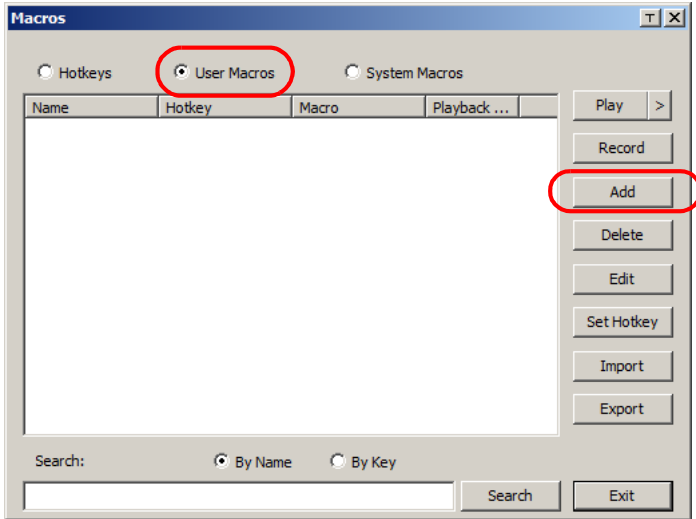 Macros T X
Hotkeys User Macros System Macros
Name Hotkey Macro Playback ...
Play >
Record
Add
Delete
Edit
Set Hotkey
Import
Export
Search: By Name By Key
Search Exit